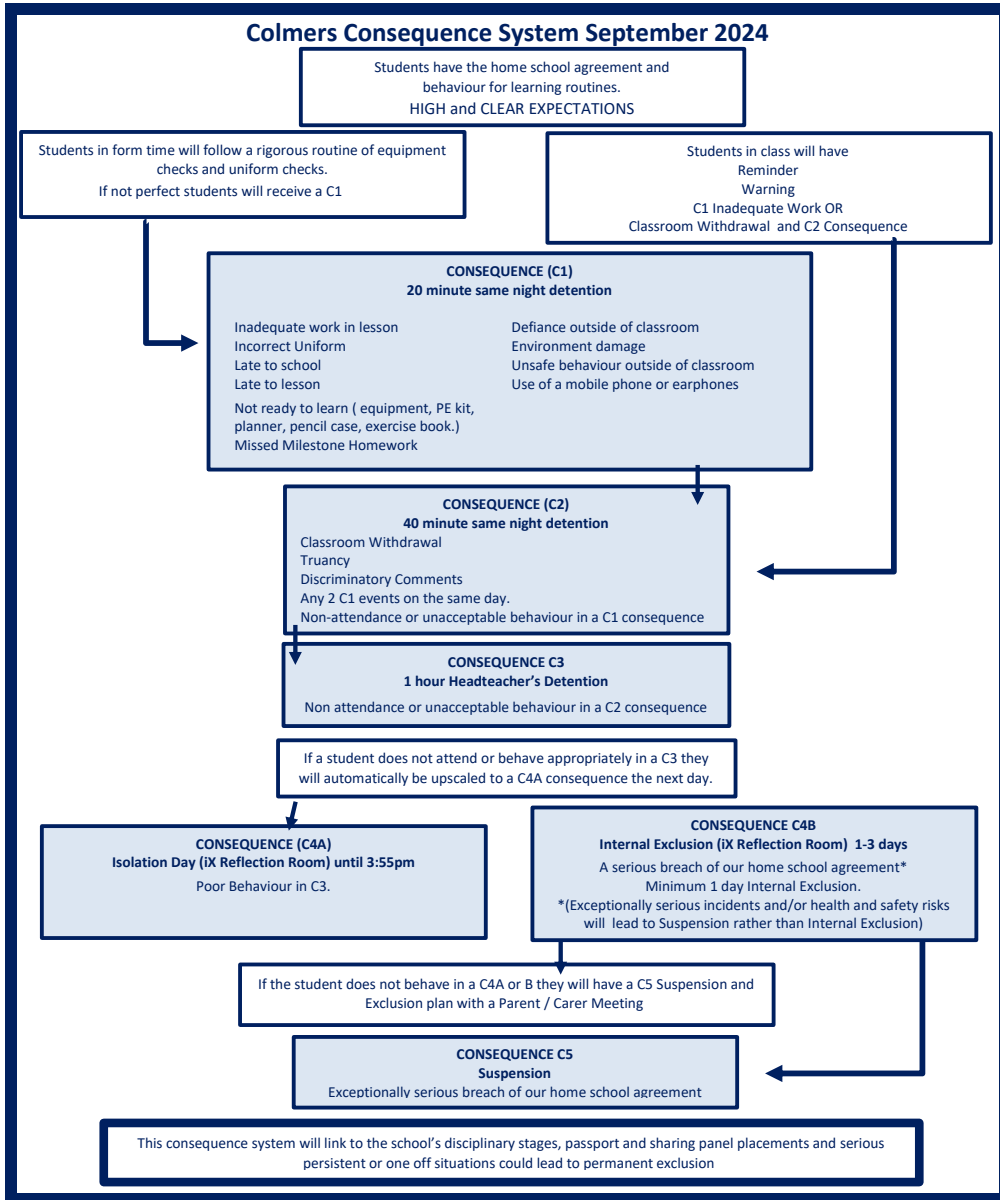 Colmers Consequence System September 2024
Students have the home school agreement and
behaviour for learning routines.
HIGH and CLEAR EXPECTATIONS
Students in form time will follow a rigorous routine of equipment
checks and uniform checks.
If not perfect students will receive a C1
Students in class will have
Reminder
Warning
C1 Inadequate Work OR
Classroom Withdrawal and C2 Consequence
CONSEQUENCE (C1)
20 minute same night detention
Inadequate work in lesson
Incorrect Uniform
Late to school
Late to lesson
Not ready to learn ( equipment, PE kit,
planner, pencil case, exercise book.)
Missed Milestone Homework
Defiance outside of classroom
Environment damage
Unsafe behaviour outside of classroom
Use of a mobile phone or earphones
CONSEQUENCE (C2)
40 minute same night detention
Classroom Withdrawal
Truancy
Discriminatory Comments
Any 2 C1 events on the same day.
Non-attendance or unacceptable behaviour in a C1 consequence
CONSEQUENCE C3
1 hour Headteacher's Detention
Non attendance or unacceptable behaviour in a C2 consequence
If a student does not attend or behave appropriately in a C3 they
will automatically be upscaled to a C4A consequence the next day.
CONSEQUENCE (C4A)
Isolation Day (iX Reflection Room) until 3:55pm
Poor Behaviour in C3.
CONSEQUENCE C4B
Internal Exclusion (iX Reflection Room) 1-3 days
A serious breach of our home school agreement*
Minimum 1 day Internal Exclusion.
*(Exceptionally serious incidents and/or health and safety risks
will lead to Suspension rather than Internal Exclusion)
If the student does not behave in a C4A or B they will have a C5 Suspension and
Exclusion plan with a Parent / Carer Meeting
CONSEQUENCE C5
Suspension
Exceptionally serious breach of our home school agreement
This consequence system will link to the school's disciplinary stages, passport and sharing panel placements and serious
persistent or one off situations could lead to permanent exclusion